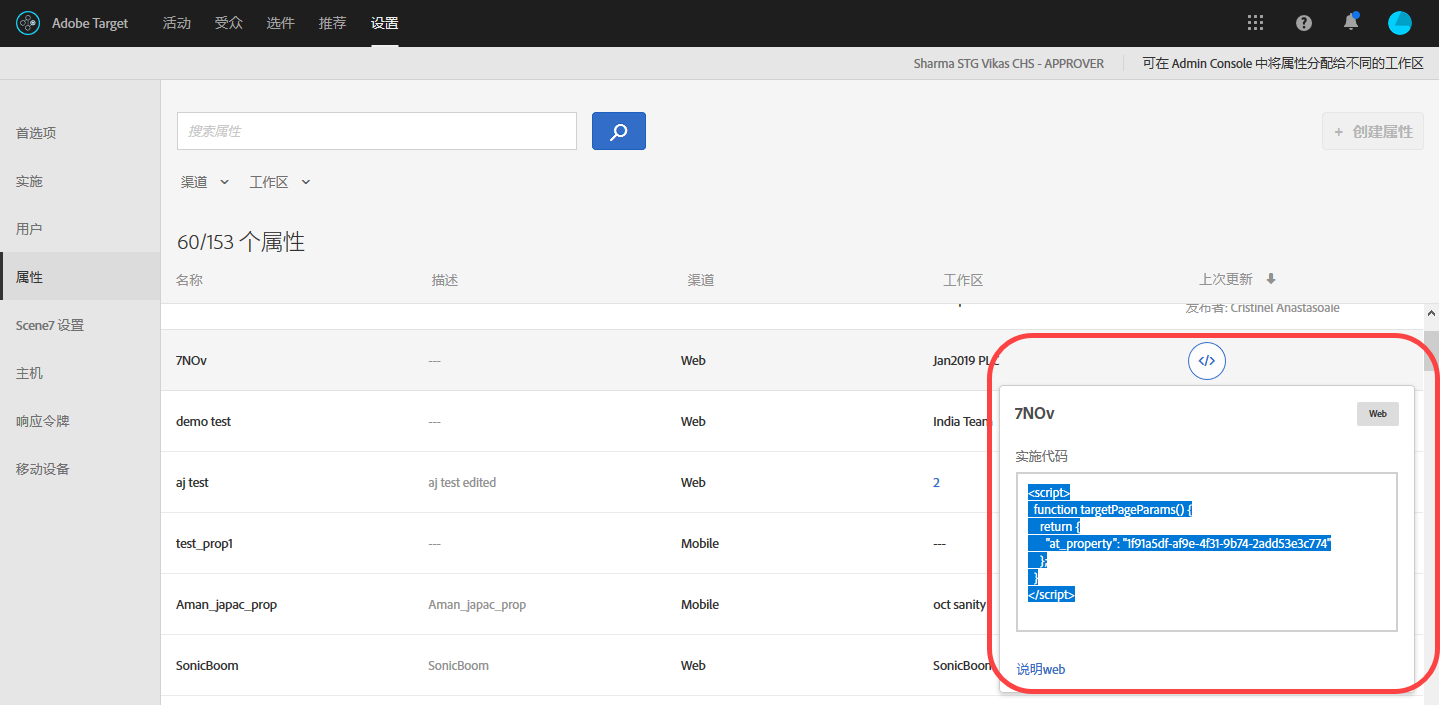 Adobe Target 活动 受众 选件 推荐 设置
Sharma STG Vikas CHS - APPROVER 可在 Admin Console 中将属性分配给不同的工作区
首选项
实施
用户
属性
Scene7 设置
主机
响应令牌
移动设备
搜索属性
+ 创建属性
渠道 工作区
60/153 个属性
名称 描述 渠道 工作区 上次更新
发布者: Cristinel Anastasoaie
7NOv --- Web Jan2019 </>
demo test --- Web India Team
aj test aj test edited Web 2
test_prop1 --- Mobile ---
Aman_japac_prop Aman_japac_prop Mobile oct sanity
SonicBoom SonicBoom Web SonicBoom
7NOv Web
实施代码
<script>
function targetPageParams() {
return {
"at_property": "1f91a5df-af9e-4f31-9b74-2add53e3c774"
};
}
</script>
说明web